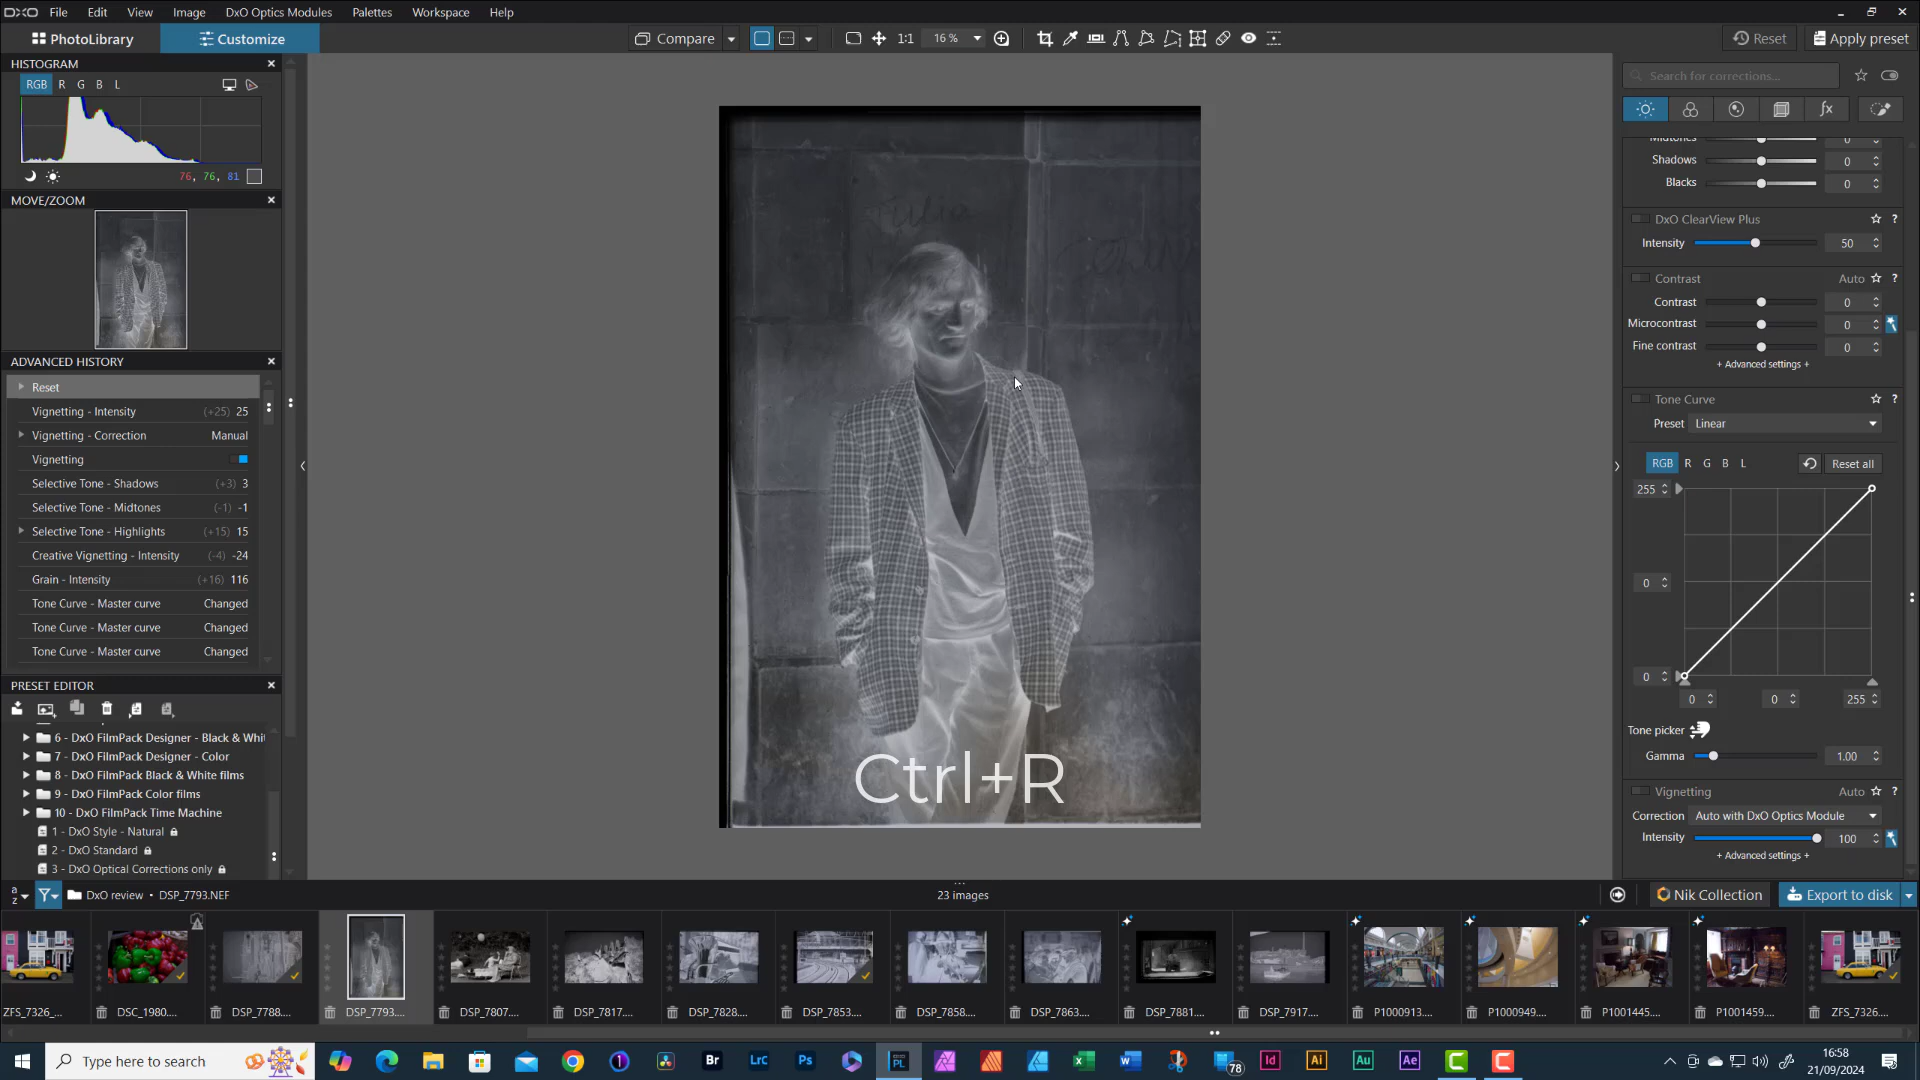 DXO File Edit View Image DxO Optics Modules Palettes Workspace Help
PhotoLibrary Customize Compare 1:1 16 % Reset Apply preset
HISTOGRAM
RGB R G B L
76, 76, 81
MOVE/ZOOM
ADVANCED HISTORY
Reset
Vignetting - Intensity (+25) 25
Vignetting - Correction Manual
Vignetting
Selective Tone - Shadows (+3) 3
Selective Tone - Midtones (-1) -1
Selective Tone - Highlights (+15) 15
Creative Vignetting - Intensity (-4) -24
Grain - Intensity (+16) 116
Tone Curve - Master curve Changed
Tone Curve - Master curve Changed
Tone Curve - Master curve Changed
PRESET EDITOR
6 - DxO FilmPack Designer - Black & Whi
7 - DxO FilmPack Designer - Color
8 - DxO FilmPack Black & White films
9 - DxO FilmPack Color films
10 - DxO FilmPack Time Machine
1 - DxO Style - Natural
2 - DxO Standard
3 - DxO Optical Corrections only
Ctrl+R
Search for corrections...
Midtones 0
Shadows 0
Blacks 0
DxO ClearView Plus ?
Intensity 50
Contrast Auto ?
Contrast 0
Microcontrast 0
Fine contrast 0
+ Advanced settings +
Tone Curve ?
Preset Linear
RGB R G B L Reset all
255
0
0
0 0 255
Tone picker
Gamma 1.00
Vignetting Auto ?
Correction Auto with DxO Optics Module
Intensity 100
+ Advanced settings +
a z DxO review • DSP_7793.NEF 23 images Nik Collection Export to disk
ZFS_7326.... DSC_1980.... DSP_7788.... DSP_7793.... DSP_7807.... DSP_7817.... DSP_7828.... DSP_7853.... DSP_7858.... DSP_7863.... DSP_7881.... DSP_7917.... P1000913.... P1000949.... P1001445.... P1001459.... ZFS_7326....
Type here to search Br Lrc Ps PL 78 Id Ai Au Ae 16:58
21/09/2024